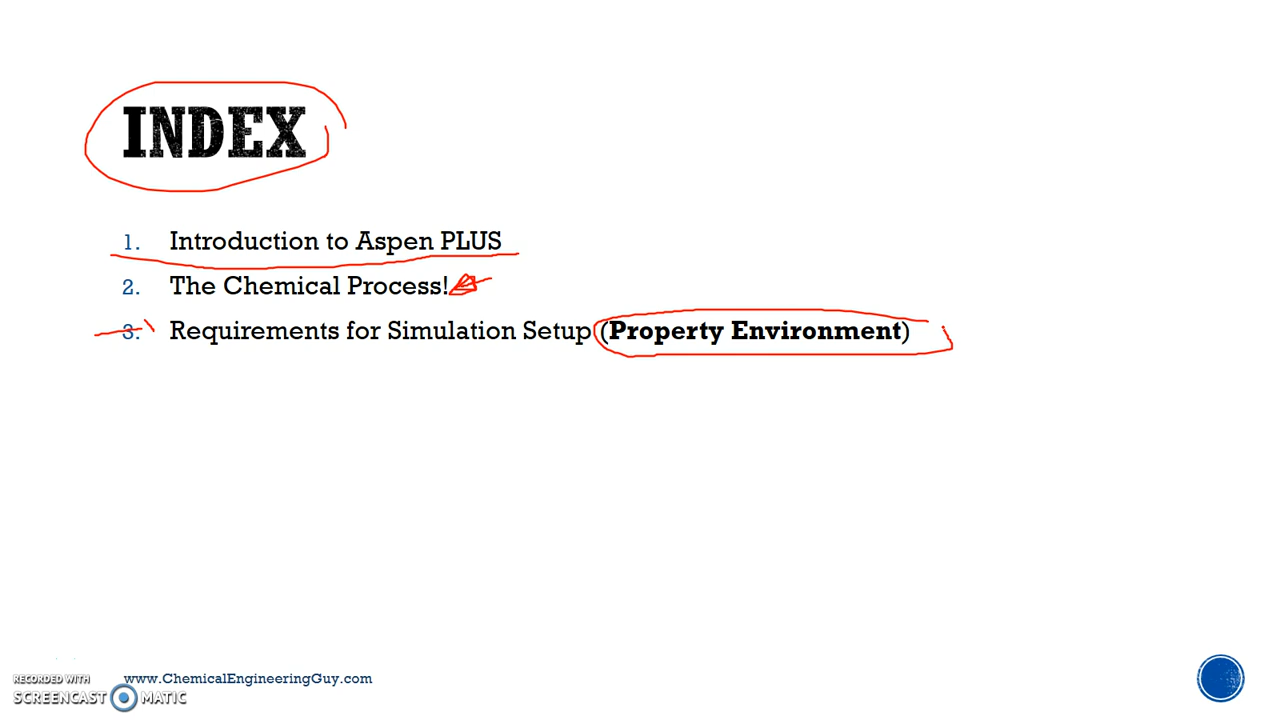 INDEX
1. Introduction to Aspen PLUS
2. The Chemical Process!
3. Requirements for Simulation Setup (Property Environment)
www.ChemicalEngineeringGuy.com
RECORDED WITH
SCREENCAST MATIC